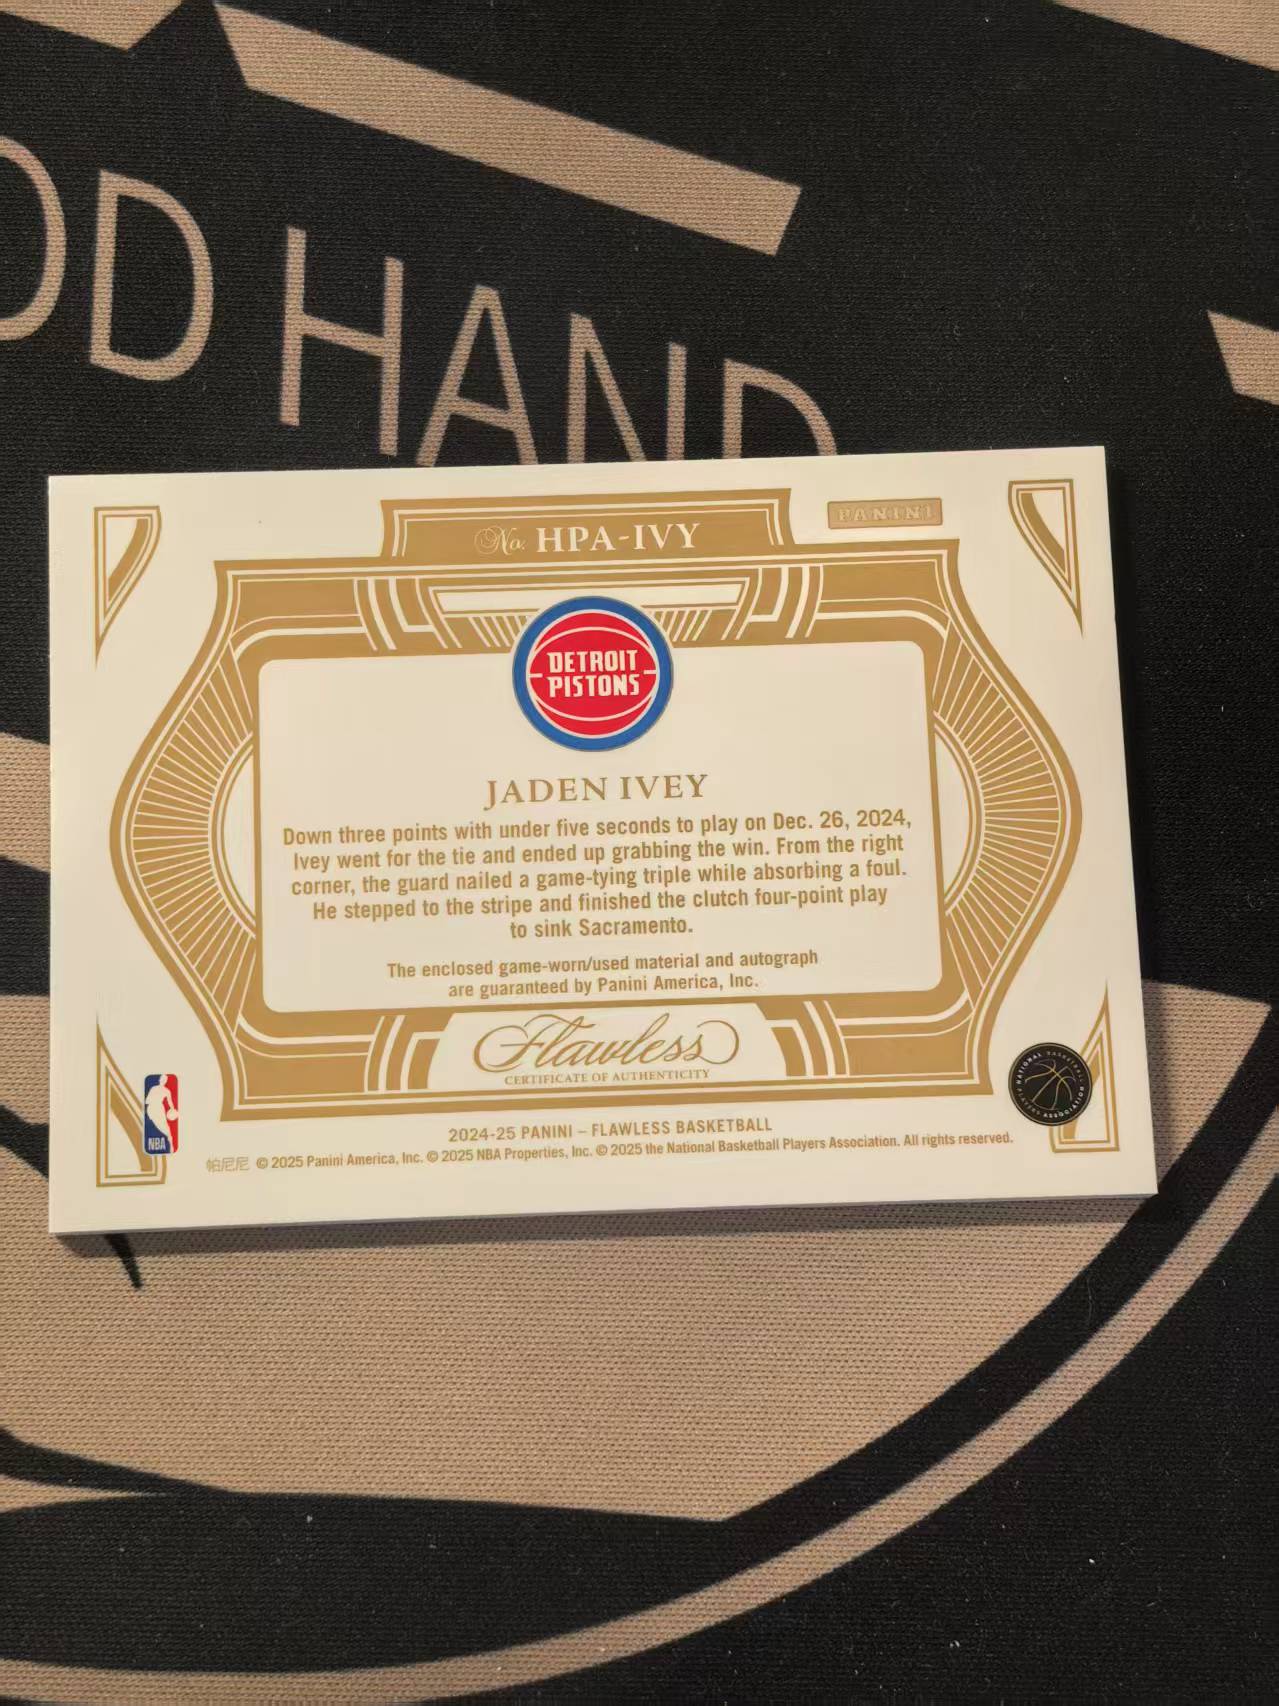 OD HAND
No. HPA-IVY
PANINI
DETROIT
PISTONS
JADEN IVEY
Down three points with under five seconds to play on Dec. 26, 2024,
Ivey went for the tie and ended up grabbing the win. From the right
corner, the guard nailed a game-tying triple while absorbing a foul.
He stepped to the stripe and finished the clutch four-point play
to sink Sacramento.
The enclosed game-worn/used material and autograph
are guaranteed by Panini America, Inc.
Flawless
CERTIFICATE OF AUTHENTICITY
NBA
NATIONAL BASKETBALL PLAYERS ASSOCIATION
2024-25 PANINI – FLAWLESS BASKETBALL
帕尼尼 © 2025 Panini America, Inc. © 2025 NBA Properties, Inc. © 2025 the National Basketball Players Association. All rights reserved.